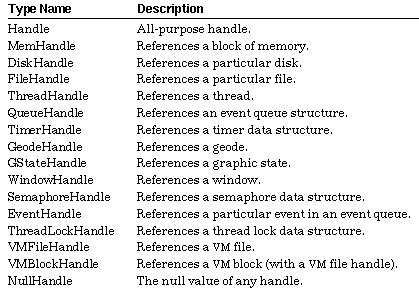 Type Name Description
Handle All-purpose handle.
MemHandle References a block of memory.
DiskHandle References a particular disk.
FileHandle References a particular file.
ThreadHandle References a thread.
QueueHandle References an event queue structure.
TimerHandle References a timer data structure.
GeodeHandle References a geode.
GStateHandle References a graphic state.
WindowHandle References a window.
SemaphoreHandle References a semaphore data structure.
EventHandle References a particular event in an event queue.
ThreadLockHandle References a thread lock data structure.
VMFileHandle References a VM file.
VMBlockHandle References a VM block (with a VM file handle).
NullHandle The null value of any handle.